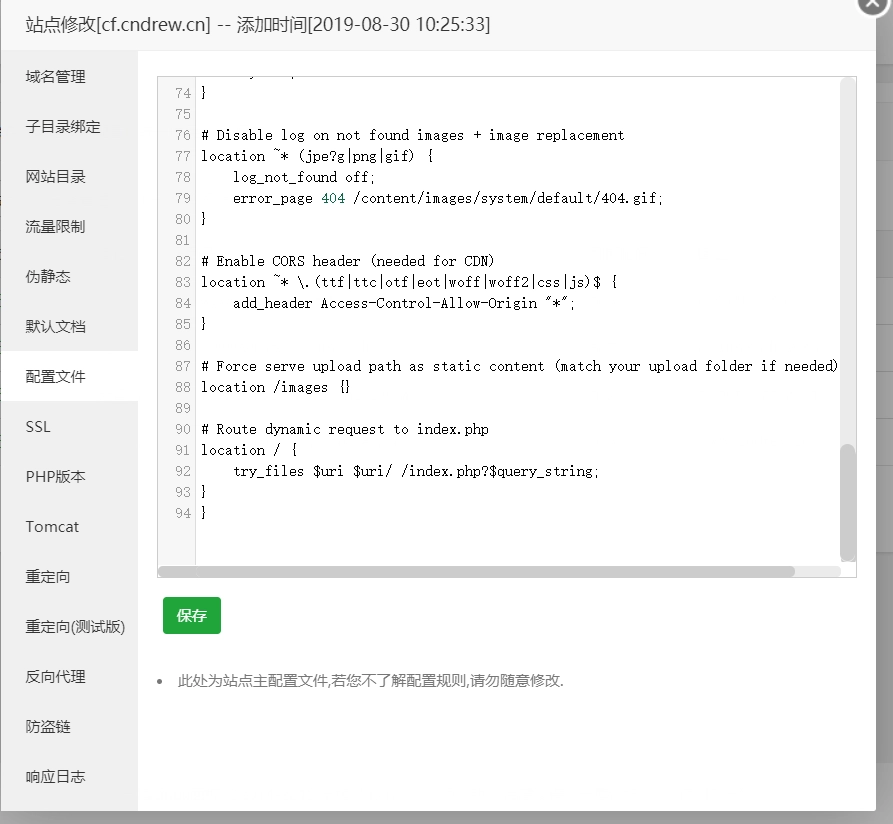 站点修改[cf.cndrew.cn] -- 添加时间[2019-08-30 10:25:33]
域名管理
子目录绑定
网站目录
流量限制
伪静态
默认文档
配置文件
SSL
PHP版本
Tomcat
重定向
重定向(测试版)
反向代理
防盗链
响应日志
74 }
75
76 # Disable log on not found images + image replacement
77 location ~* (jpe?g|png|gif) {
78 log_not_found off;
79 error_page 404 /content/images/system/default/404.gif;
80 }
81
82 # Enable CORS header (needed for CDN)
83 location ~* \.(ttf|ttc|otf|eot|woff|woff2|css|js)$ {
84 add_header Access-Control-Allow-Origin "*";
85 }
86
87 # Force serve upload path as static content (match your upload folder if needed)
88 location /images {}
89
90 # Route dynamic request to index.php
91 location / {
92 try_files $uri $uri/ /index.php?$query_string;
93 }
94 }
保存
此处为站点主配置文件,若您不了解配置规则,请勿随意修改.